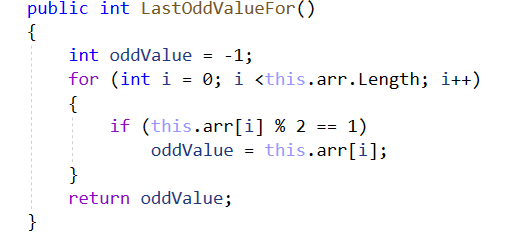 public int LastOddValueFor()
{
int oddValue = -1;
for (int i = 0; i <this.arr.Length; i++)
{
if (this.arr[i] % 2 == 1)
oddValue = this.arr[i];
}
return oddValue;
}